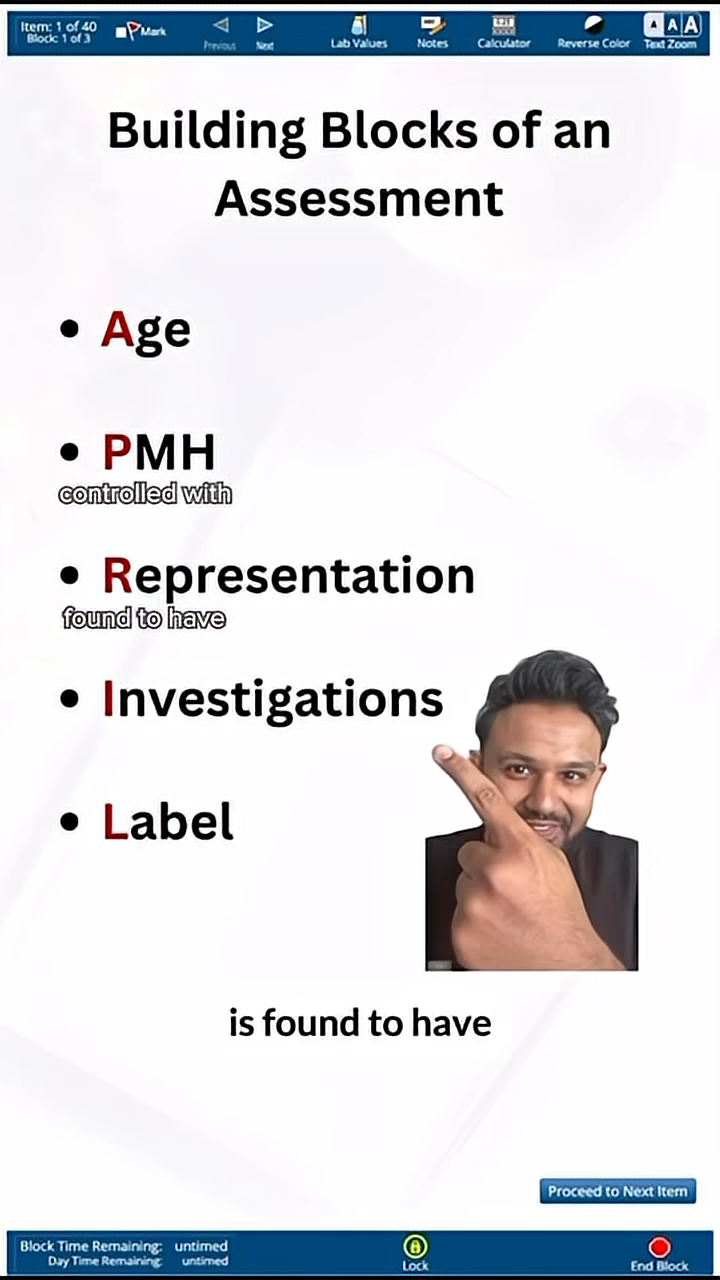 Item: 1 of 40
Block: 1 of 3
Mark
Previous
Next
Lab Values
Notes
Calculator
Reverse Color
A A A
Text Zoom
Building Blocks of an
Assessment
• Age
• PMH
controlled with
• Representation
found to have
• Investigations
• Label
is found to have
Proceed to Next Item
Block Time Remaining: untimed
Day Time Remaining: untimed
Lock
End Block